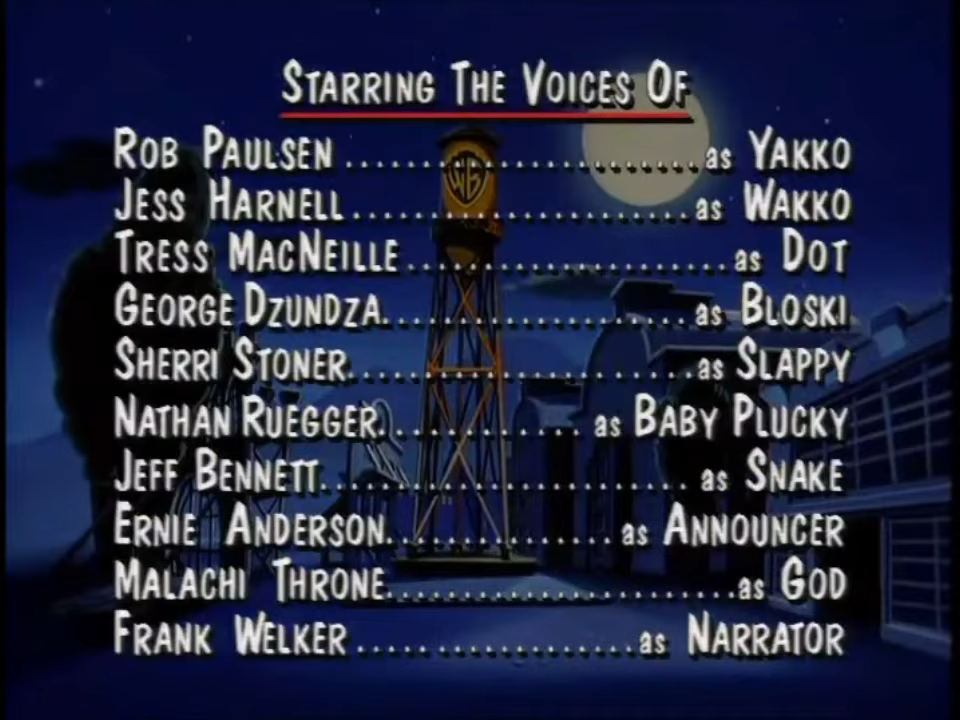 STARRING THE VOICES OF
ROB PAULSEN ........................as YAKKO
JESS HARNELL........................as WAKKO
TRESS MACNEILLE.......................as DOT
GEORGE DZUNDZA......................as BLOSKI
SHERRI STONER........................as SLAPPY
NATHAN RUEGGER............. as BABY PLUCKY
JEFF BENNETT......................... as SNAKE
ERNIE ANDERSON................as ANNOUNCER
MALACHI THRONE........................as GOD
FRANK WELKER ...................as NARRATOR
WB